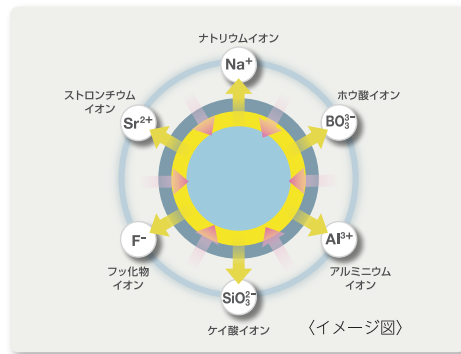 ナトリウムイオン
Na⁺
ストロンチウム
イオン
Sr²⁺
ホウ酸イオン
BO₃³⁻
F⁻
フッ化物
イオン
Al³⁺
アルミニウム
イオン
SiO₃²⁻
ケイ酸イオン
〈イメージ図〉